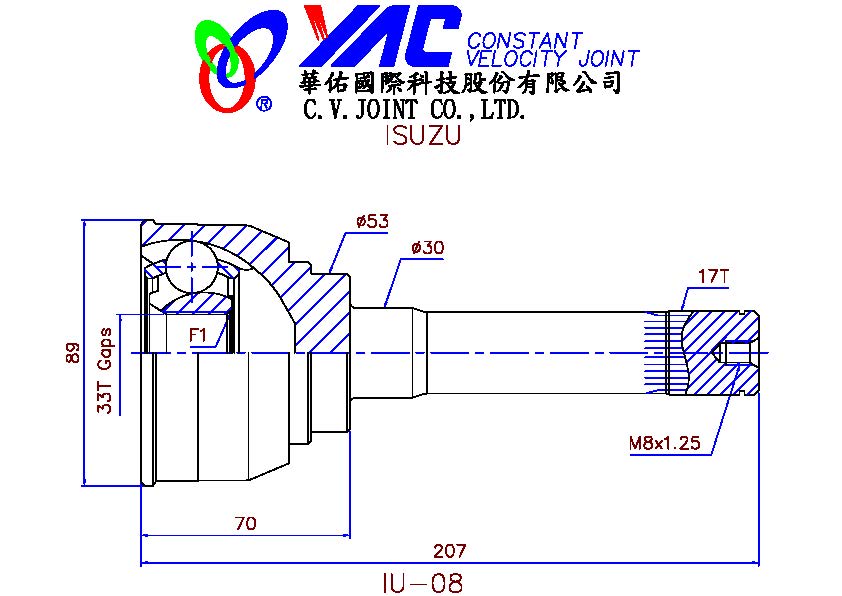 YAC CONSTANT
VELOCITY JOINT
®
華佑國際科技股份有限公司
C.V.JOINT CO.,LTD.
ISUZU
ø53
ø30
17T
F1
89
33T Gaps
M8x1.25
70
207
IU-08